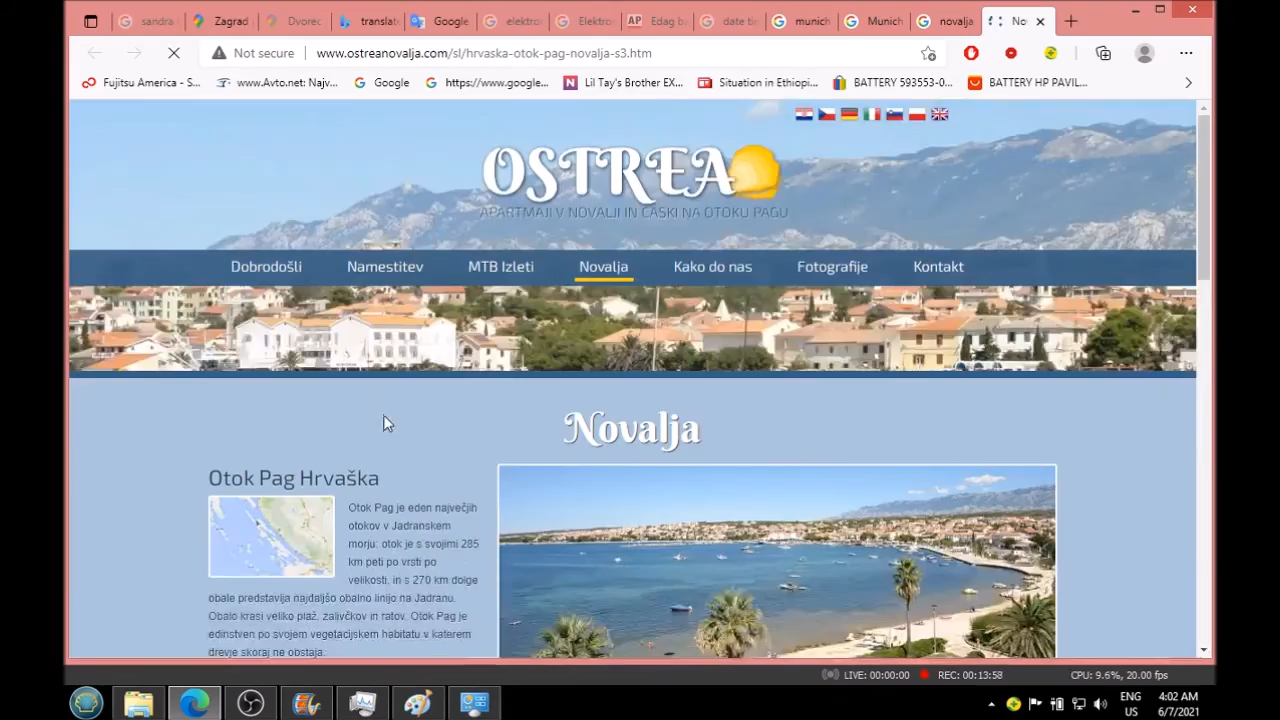 sandra
Zagrad
Dvorec
translat
Google
elektro
Elektro
Edag b
date ti
munich
Munich
novalja
No
Not secure
www.ostreanovalja.com/sl/hrvaska-otok-pag-novalja-s3.htm
Fujitsu America - S...
www.Avto.net: Najv...
Google
https://www.google...
Lil Tay's Brother EX...
Situation in Ethiopi...
BATTERY 593553-0...
BATTERY HP PAVIL...
OSTREA
APARTMAJI V NOVALJI IN CASKI NA OTOKU PAGU
Dobrodošli
Namestitev
MTB Izleti
Novalja
Kako do nas
Fotografije
Kontakt
Novalja
Otok Pag Hrvaška
Otok Pag je eden največjih
otokov v Jadranskem
morju: otok je s svojimi 285
km peti po vrsti po
velikosti, in s 270 km dolge
obale predstavlja najdaljšo obalno linijo na Jadranu.
Obalo krasi veliko plaž, zalivčkov in ratov. Otok Pag je
edinstven po svojem vegetacijskem habitatu v katerem
drevje skoraj ne obstaja.
LIVE: 00:00:00
REC: 00:13:58
CPU: 9.6%, 20.00 fps
ENG
US
4:02 AM
6/7/2021